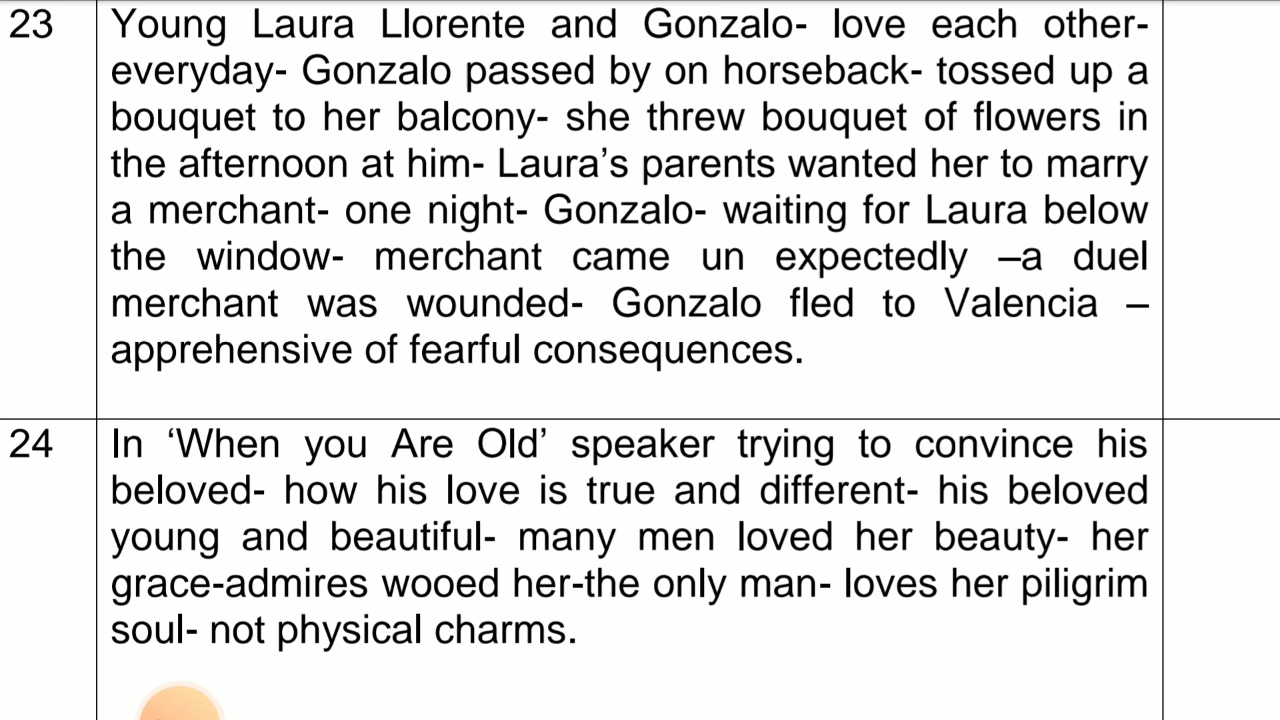 23
Young Laura Llorente and Gonzalo- love each other-
everyday- Gonzalo passed by on horseback- tossed up a
bouquet to her balcony- she threw bouquet of flowers in
the afternoon at him- Laura’s parents wanted her to marry
a merchant- one night- Gonzalo- waiting for Laura below
the window- merchant came un expectedly –a duel
merchant was wounded- Gonzalo fled to Valencia –
apprehensive of fearful consequences.
24
In ‘When you Are Old’ speaker trying to convince his
beloved- how his love is true and different- his beloved
young and beautiful- many men loved her beauty- her
grace-admires wooed her-the only man- loves her piligrim
soul- not physical charms.